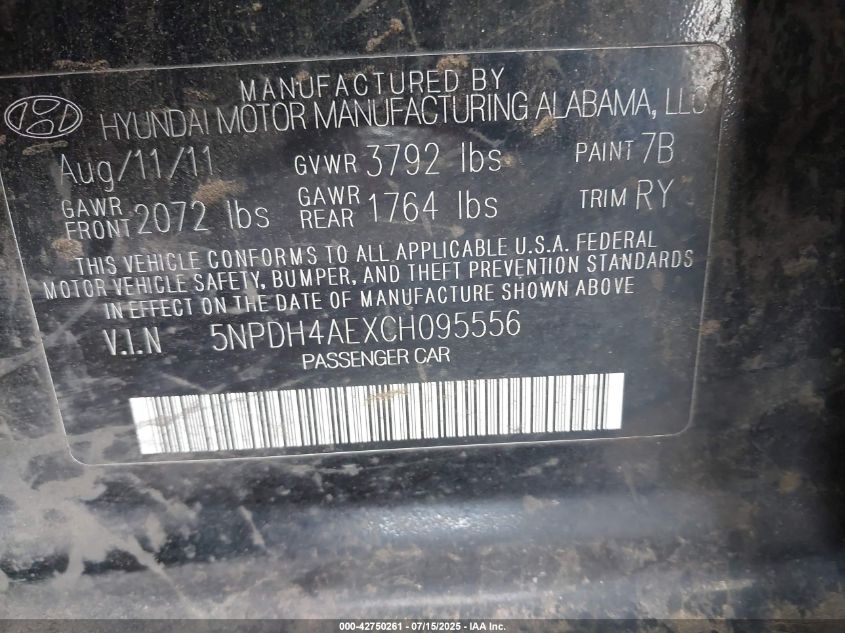 MANUFACTURED BY
HYUNDAI MOTOR MANUFACTURING ALABAMA, LLC
Aug/11/11 GVWR 3792 lbs PAINT 7B
GAWR FRONT 2072 lbs GAWR REAR 1764 lbs TRIM RY
THIS VEHICLE CONFORMS TO ALL APPLICABLE U.S.A. FEDERAL
MOTOR VEHICLE SAFETY, BUMPER, AND THEFT PREVENTION STANDARDS
IN EFFECT ON THE DATE OF MANUFACTURE SHOWN ABOVE
V.I.N 5NPDH4AEXCH095556
PASSENGER CAR
000-42750261 - 07/15/2025 - IAA Inc.